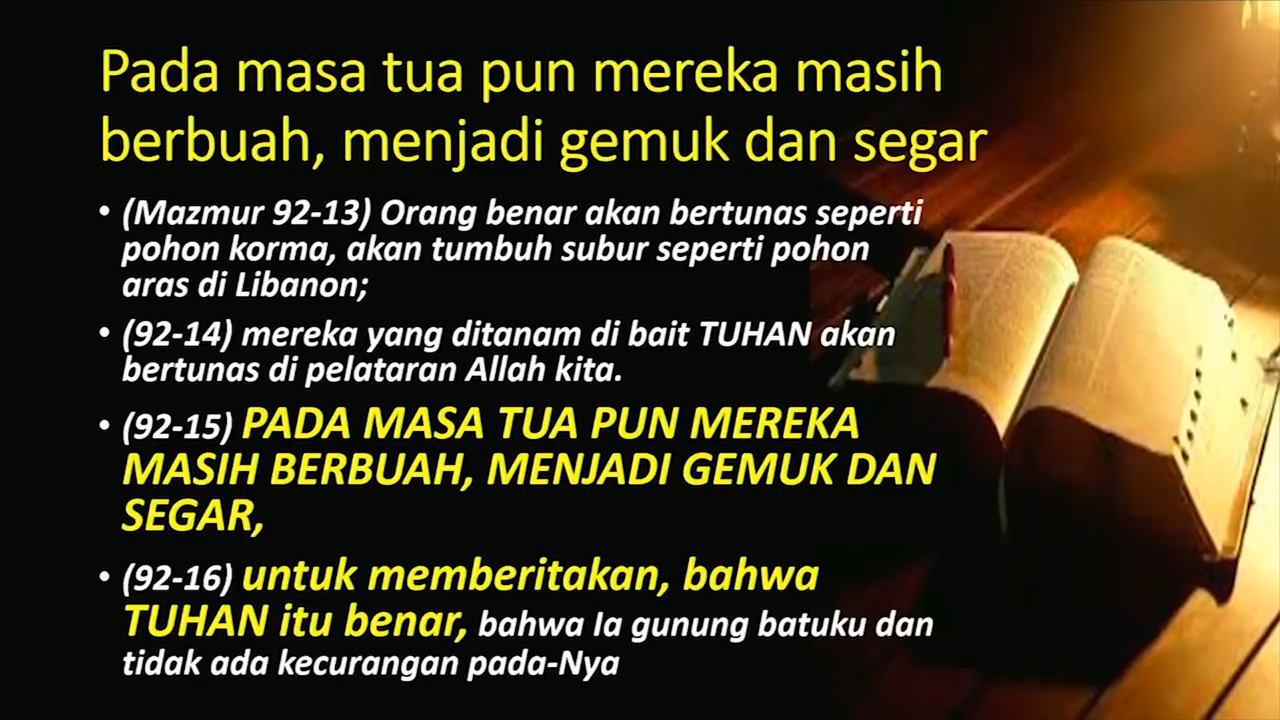 Pada masa tua pun mereka masih
berbuah, menjadi gemuk dan segar
• (Mazmur 92-13) Orang benar akan bertunas seperti
pohon korma, akan tumbuh subur seperti pohon
aras di Libanon;
• (92-14) mereka yang ditanam di bait TUHAN akan
bertunas di pelataran Allah kita.
• (92-15) PADA MASA TUA PUN MEREKA
MASIH BERBUAH, MENJADI GEMUK DAN
SEGAR,
• (92-16) untuk memberitakan, bahwa
TUHAN itu benar, bahwa Ia gunung batuku dan
tidak ada kecurangan pada-Nya